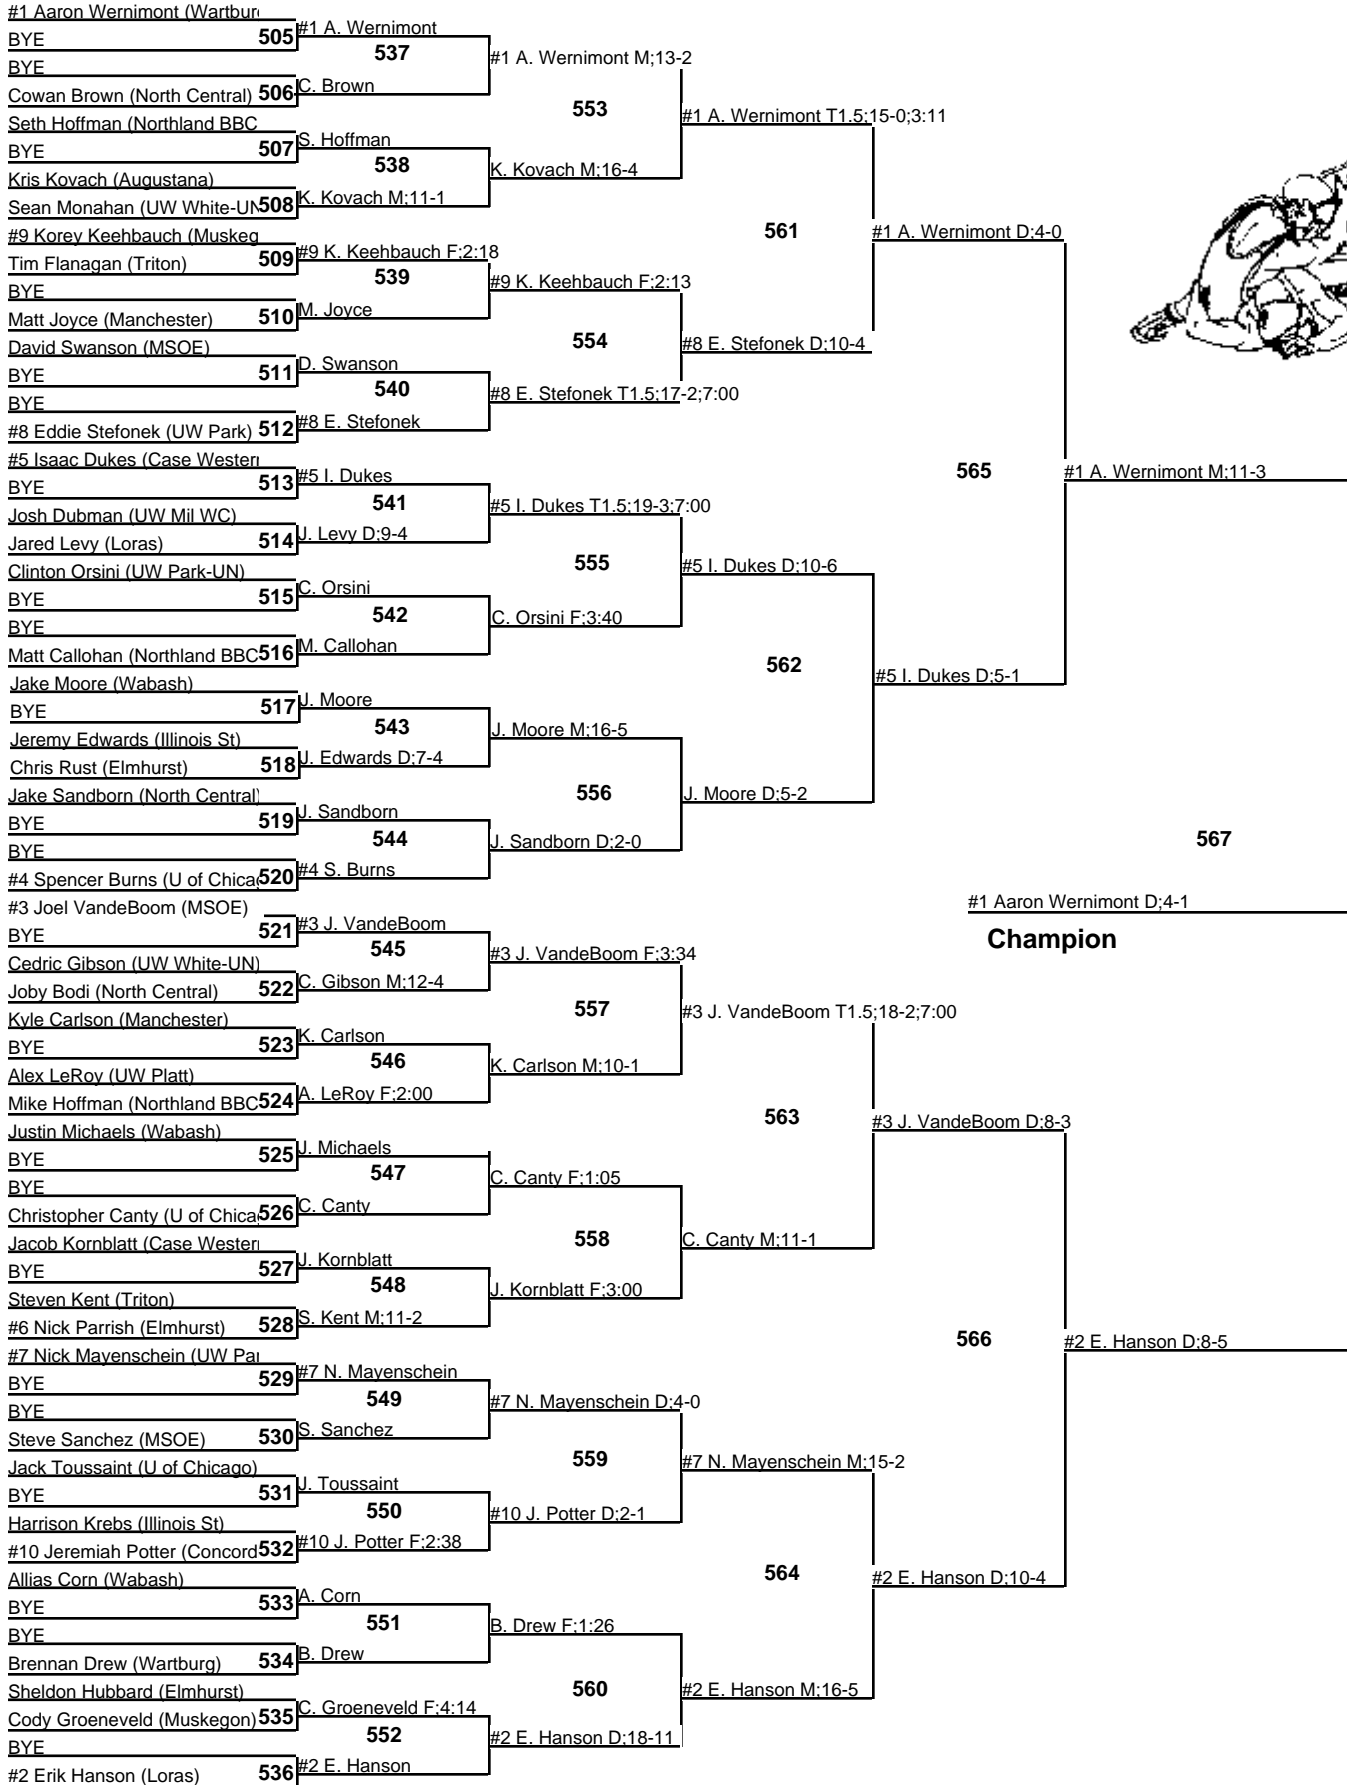 #1 Aaron Wernimont (Wartbur
BYE
505
BYE
Cowan Brown (North Central)
506
Seth Hoffman (Northland BBC
BYE
507
Kris Kovach (Augustana)
Sean Monahan (UW White-UN
508
#9 Korey Keehbauch (Muskeg
Tim Flanagan (Triton)
509
BYE
Matt Joyce (Manchester)
510
David Swanson (MSOE)
BYE
511
BYE
#8 Eddie Stefonek (UW Park)
512
#5 Isaac Dukes (Case Western
BYE
513
Josh Dubman (UW Mil WC)
Jared Levy (Loras)
514
Clinton Orsini (UW Park-UN)
BYE
515
BYE
Matt Callohan (Northland BBC
516
Jake Moore (Wabash)
BYE
517
Jeremy Edwards (Illinois St)
Chris Rust (Elmhurst)
518
Jake Sandborn (North Central)
BYE
519
BYE
#4 Spencer Burns (U of Chica
520
#3 Joel VandeBoom (MSOE)
BYE
521
Cedric Gibson (UW White-UN)
Joby Bodi (North Central)
522
Kyle Carlson (Manchester)
BYE
523
Alex LeRoy (UW Platt)
Mike Hoffman (Northland BBC
524
Justin Michaels (Wabash)
BYE
525
BYE
Christopher Canty (U of Chica
526
Jacob Kornblatt (Case Wester
BYE
527
Steven Kent (Triton)
#6 Nick Parrish (Elmhurst)
528
#7 Nick Mayenschein (UW Pa
BYE
529
BYE
Steve Sanchez (MSOE)
530
Jack Toussaint (U of Chicago)
BYE
531
Harrison Krebs (Illinois St)
#10 Jeremiah Potter (Concord
532
Allias Corn (Wabash)
BYE
533
BYE
Brennan Drew (Wartburg)
534
Sheldon Hubbard (Elmhurst)
Cody Groeneveld (Muskegon)
535
BYE
#2 Erik Hanson (Loras)
536
#1 A. Wernimont
537
C. Brown
S. Hoffman
538
K. Kovach M;11-1
#9 K. Keehbauch F;2:18
539
M. Joyce
D. Swanson
540
#8 E. Stefonek
#5 I. Dukes
541
J. Levy D;9-4
C. Orsini
542
M. Callohan
J. Moore
543
J. Edwards D;7-4
J. Sandborn
544
#4 S. Burns
#3 J. VandeBoom
545
C. Gibson M;12-4
K. Carlson
546
A. LeRoy F;2:00
J. Michaels
547
C. Canty
J. Kornblatt
548
S. Kent M;11-2
#7 N. Mayenschein
549
S. Sanchez
J. Toussaint
550
#10 J. Potter F;2:38
A. Corn
551
B. Drew
C. Groeneveld F;4:14
552
#2 E. Hanson
#1 A. Wernimont M;13-2
553
K. Kovach M;16-4
#9 K. Keehbauch F;2:13
554
#8 E. Stefonek T1.5;17-2;7:00
#5 I. Dukes T1.5;19-3;7:00
555
C. Orsini F;3:40
J. Moore M;16-5
556
J. Sandborn D;2-0
#3 J. VandeBoom F;3:34
557
K. Carlson M;10-1
C. Canty F;1:05
558
J. Kornblatt F;3:00
#7 N. Mayenschein D;4-0
559
#10 J. Potter D;2-1
B. Drew F;1:26
560
#2 E. Hanson D;18-11
#1 A. Wernimont T1.5;15-0;3:11
561
#8 E. Stefonek D;10-4
#5 I. Dukes D;10-6
562
J. Moore D;5-2
#3 J. VandeBoom T1.5;18-2;7:00
563
C. Canty M;11-1
#7 N. Mayenschein M;15-2
564
#2 E. Hanson M;16-5
#1 A. Wernimont D;4-0
565
#5 I. Dukes D;5-1
#3 J. VandeBoom D;8-3
566
#2 E. Hanson D;10-4
#1 A. Wernimont M;11-3
567
#2 E. Hanson D;8-5
#1 Aaron Wernimont D;4-1
Champion